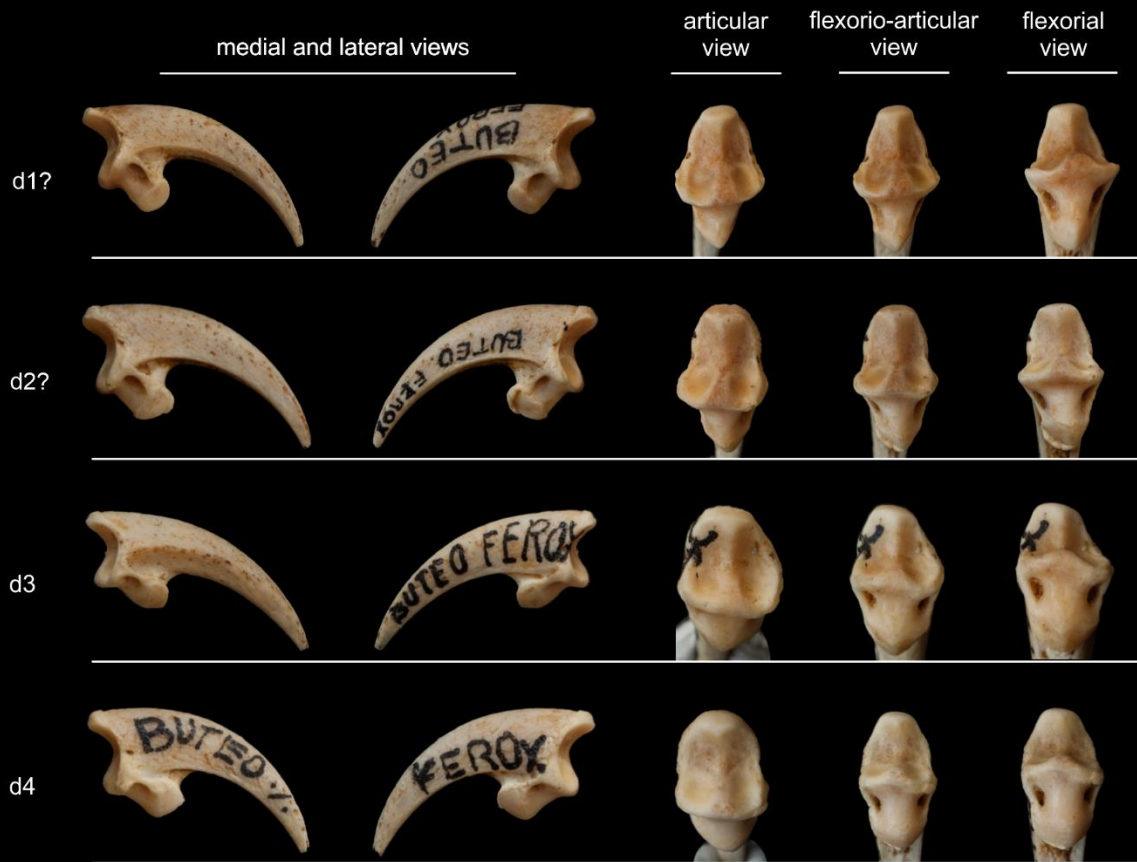 medial and lateral views
articular
view
flexorio-articular
view
flexorial
view
d1?
BUTEO
FEROX
d2?
BUTEO FEROX
d3
BUTEO FEROX
d4
BUTEO
FEROX